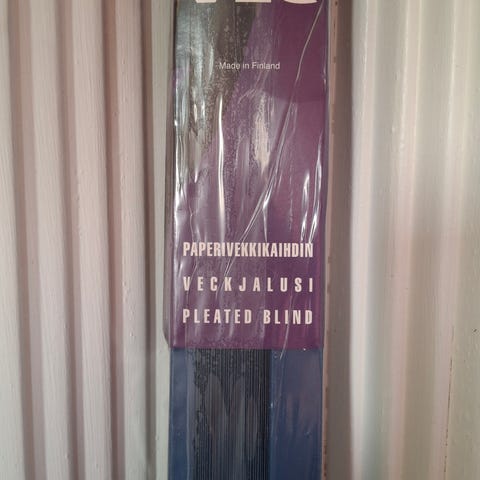 Made in Finland
PAPERIVEKKIKAIHDIN
VECKJALUSI
PLEATED BLIND